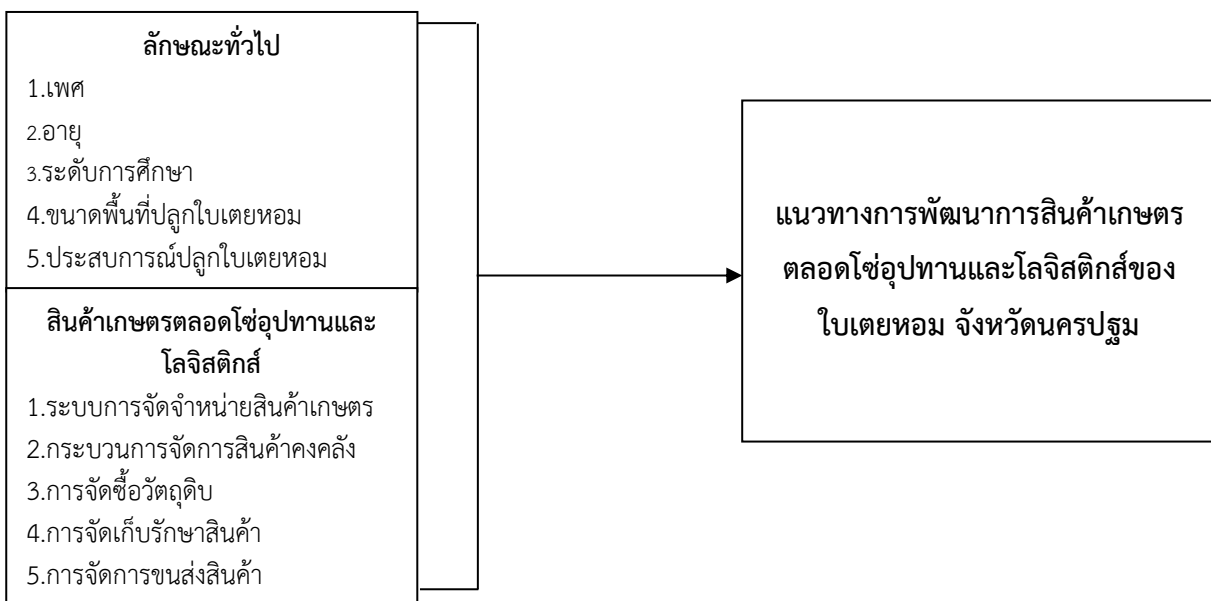 ลักษณะทั่วไป
1.เพศ
2.อายุ
3.ระดับการศึกษา
4.ขนาดพื้นที่ปลูกใบเตยหอม
5.ประสบการณ์ปลูกใบเตยหอม
สินค้าเกษตรตลอดโซ่อุปทานและ
โลจิสติกส์
1.ระบบการจัดจำหน่ายสินค้าเกษตร
2.กระบวนการจัดการสินค้าคงคลัง
3.การจัดซื้อวัตถุดิบ
4.การจัดเก็บรักษาสินค้า
5.การจัดการขนส่งสินค้า
แนวทางการพัฒนาการสินค้าเกษตร
ตลอดโซ่อุปทานและโลจิสติกส์ของ
ใบเตยหอม จังหวัดนครปฐม